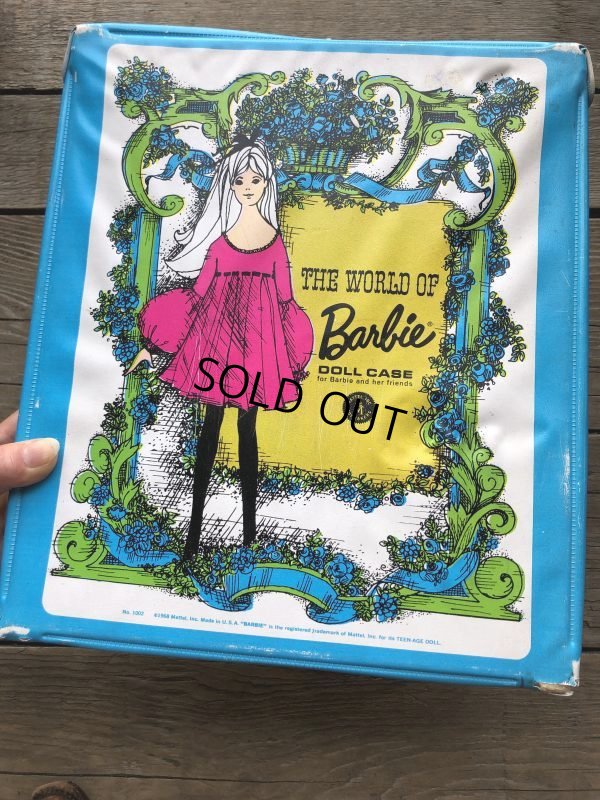 THE WORLD OF
Barbie®
DOLL CASE
for Barbie and her friends
SOLD OUT
No. 1002 ©1968 Mattel, Inc. Made in U.S.A. "BARBIE" is the registered trademark of Mattel, Inc. for its TEEN-AGE DOLL.